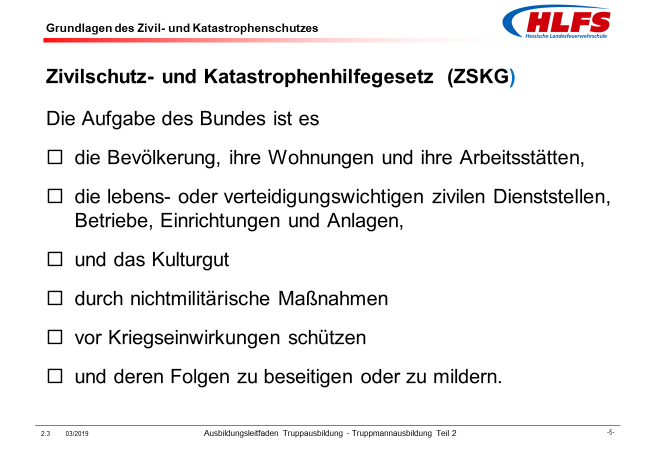 Grundlagen des Zivil- und Katastrophenschutzes
HLFS
Hessische Landesfeuerwehrschule
Zivilschutz- und Katastrophenhilfegesetz (ZSKG)
Die Aufgabe des Bundes ist es
☐ die Bevölkerung, ihre Wohnungen und ihre Arbeitsstätten,
☐ die lebens- oder verteidigungswichtigen zivilen Dienststellen,
Betriebe, Einrichtungen und Anlagen,
☐ und das Kulturgut
☐ durch nichtmilitärische Maßnahmen
☐ vor Kriegseinwirkungen schützen
☐ und deren Folgen zu beseitigen oder zu mildern.
2.3 03/2019 Ausbildungsleitfaden Truppausbildung - Truppmannausbildung Teil 2 -6-